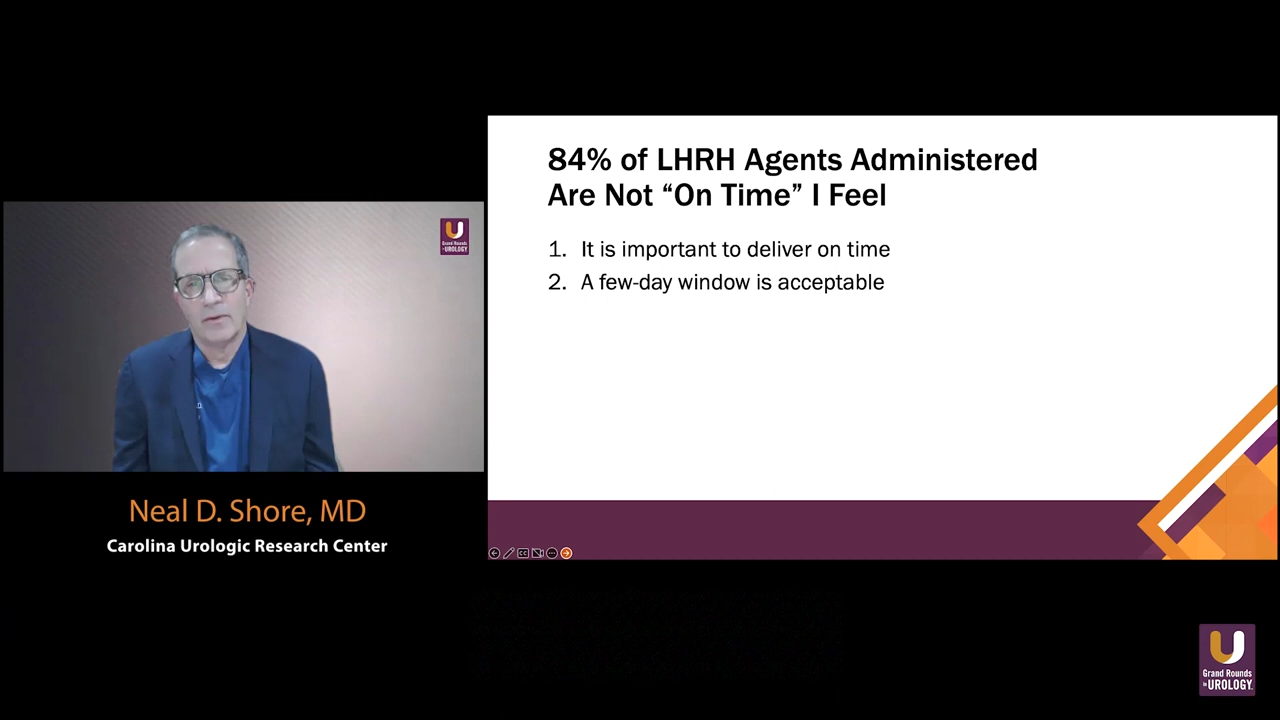 84% of LHRH Agents Administered
Are Not “On Time” I Feel
1. It is important to deliver on time
2. A few-day window is acceptable
U
Grand Rounds
in UROLOGY
Neal D. Shore, MD
Carolina Urologic Research Center
CC
U
Grand Rounds
in UROLOGY